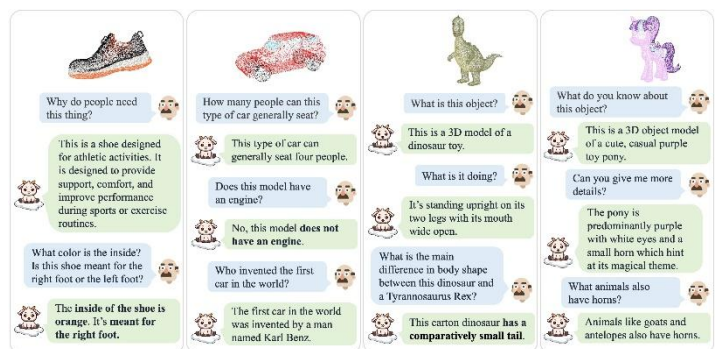 Why do people need
this thing?
This is a shoe designed
for athletic activities. It
is designed to provide
support, comfort, and
improve performance
during sports or exercise
routines.
What color is the inside?
Is this shoe meant for the
right foot or the left foot?
The inside of the shoe is
orange. It's meant for
the right foot.
How many people can this
type of car generally seat?
This type of car can
generally seat four people.
Does this model have
an engine?
No, this model does not
have an engine.
Who invented the first
car in the world?
The first car in the world
was invented by a man
named Karl Benz.
What is this object?
This is a 3D model of a
dinosaur toy.
What is it doing?
It's standing upright on its
two legs with its mouth
wide open.
What is the main
difference in body shape
between this dinosaur and
a Tyrannosaurus Rex?
This carton dinosaur has a
comparatively small tail.
What do you know about
this object?
This is a 3D object model
of a cute, casual purple
toy pony.
Can you give me more
details?
The pony is
predominantly purple
with white eyes and a
small horn which hint
at its magical theme.
What animals also
have horns?
Animals like goats and
antelopes also have horns.